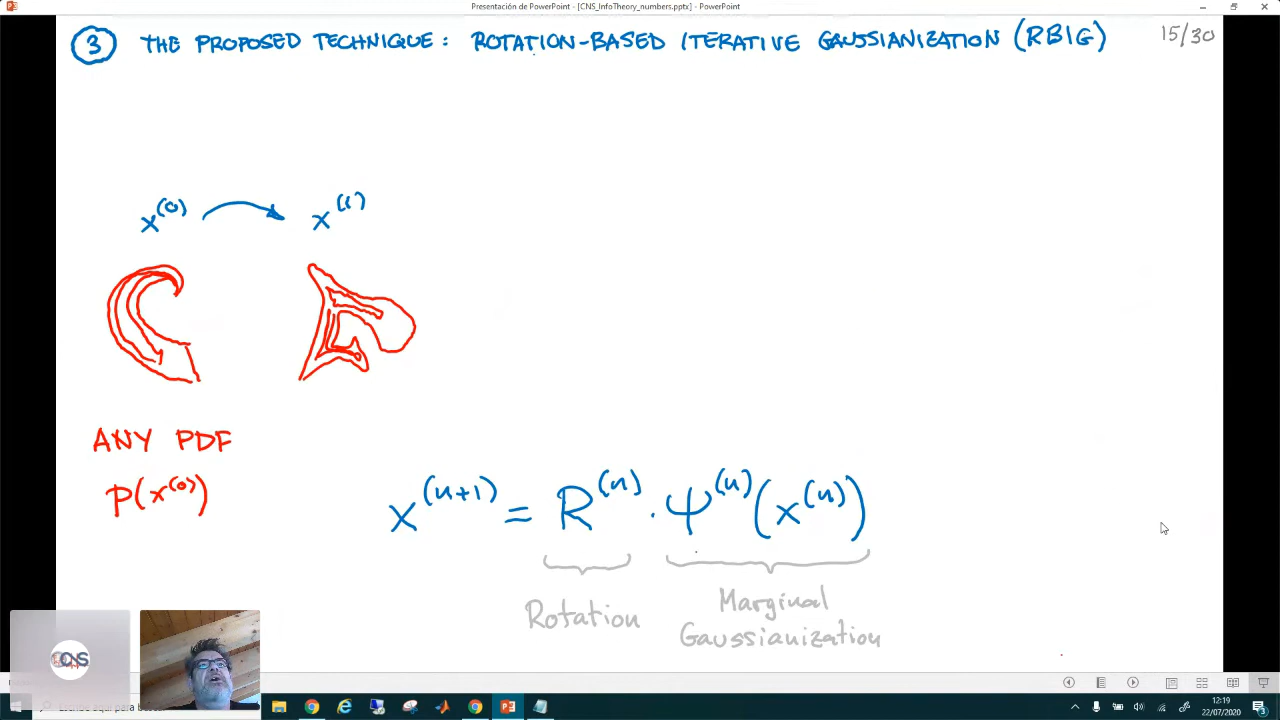 Presentación de PowerPoint - [CNS_InfoTheory_numbers.pptx] - PowerPoint
3 THE PROPOSED TECHNIQUE: ROTATION-BASED ITERATIVE GAUSSIANIZATION (RBIG)
15/30
x^(0) x^(1)
ANY PDF
P(x^(0))
x^(n+1) = R^(n) · Ψ^(n)(x^(n))
Rotation
Marginal
Gaussianization
CNS
12:19
22/07/2020
3